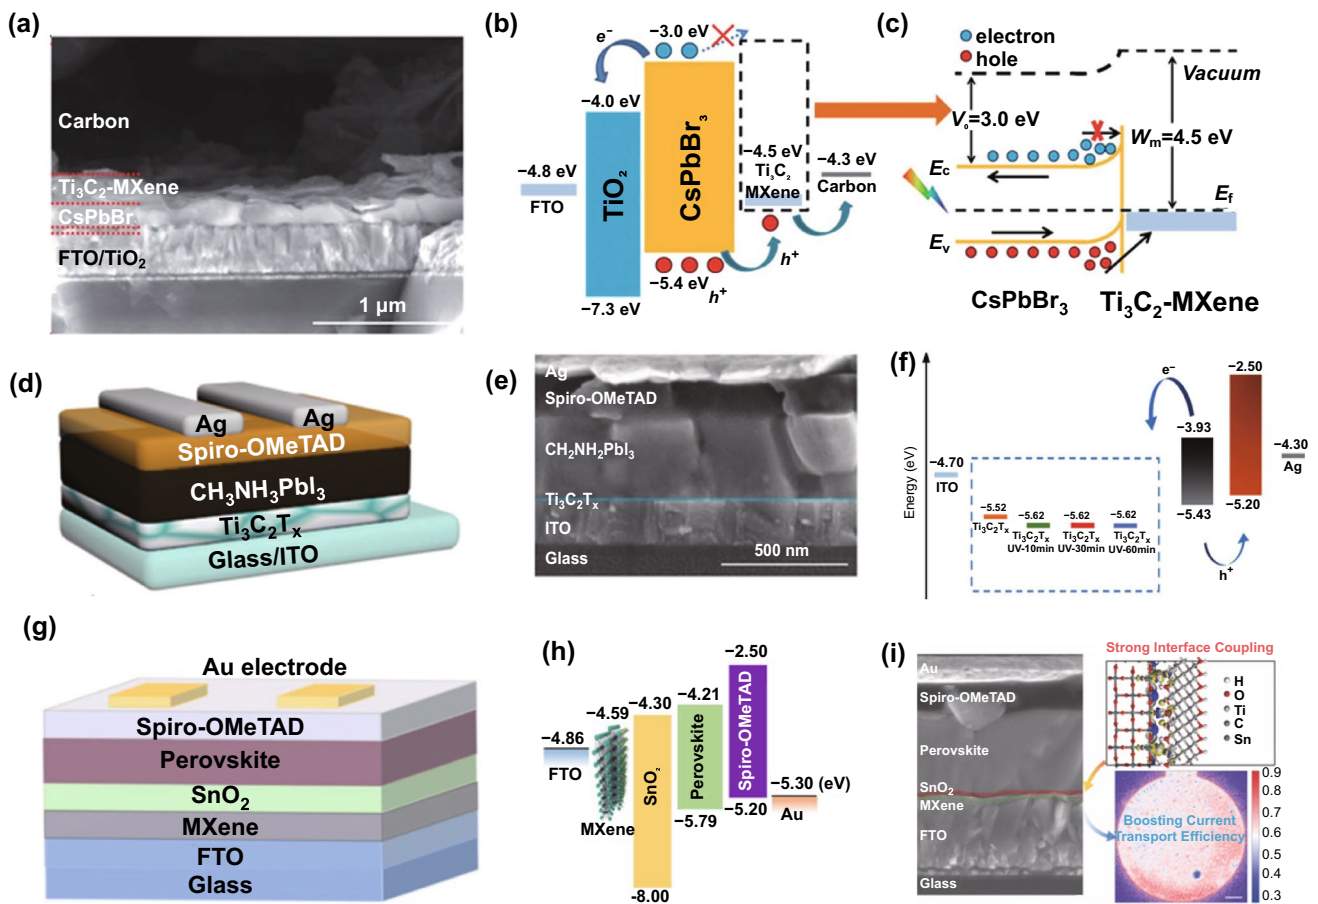 (a)
Carbon
Ti₃C₂-MXene
CsPbBr
FTO/TiO₂
1 μm
(b)
−3.0 eV
e⁻
−4.0 eV
−4.8 eV
FTO
TiO₂
CsPbBr₃
−4.5 eV
Ti₃C₂
MXene
−4.3 eV
Carbon
h⁺
−5.4 eV
h⁺
−7.3 eV
(c)
electron
hole
Vacuum
V₀=3.0 eV
Wₘ=4.5 eV
Ec
Ef
Ev
CsPbBr₃
Ti₃C₂-MXene
(d)
Ag
Ag
Spiro-OMeTAD
CH₃NH₃PbI₃
Ti₃C₂Tₓ
Glass/ITO
(e)
Ag
Spiro-OMeTAD
CH₂NH₂PbI₃
Ti₃C₂Tₓ
ITO
500 nm
Glass
(f)
Energy (eV)
−4.70
ITO
−5.52
Ti₃C₂Tₓ
−5.62
Ti₃C₂Tₓ
UV-10min
−5.62
Ti₃C₂Tₓ
UV-30min
−5.62
Ti₃C₂Tₓ
UV-60min
e⁻
−3.93
−5.43
−2.50
−5.20
−4.30
Ag
h⁺
(g)
Au electrode
Spiro-OMeTAD
Perovskite
SnO₂
MXene
FTO
Glass
(h)
−4.86
FTO
−4.59
MXene
−4.30
SnO₂
-8.00
−4.21
Perovskite
−5.79
−2.50
Spiro-OMeTAD
−5.20
−5.30 (eV)
Au
(i)
Au
Spiro-OMeTAD
Perovskite
SnO₂
MXene
FTO
Glass
Strong Interface Coupling
H
O
Ti
C
Sn
Boosting Current
Transport Efficiency
0.9
0.8
0.7
0.6
0.5
0.4
0.3